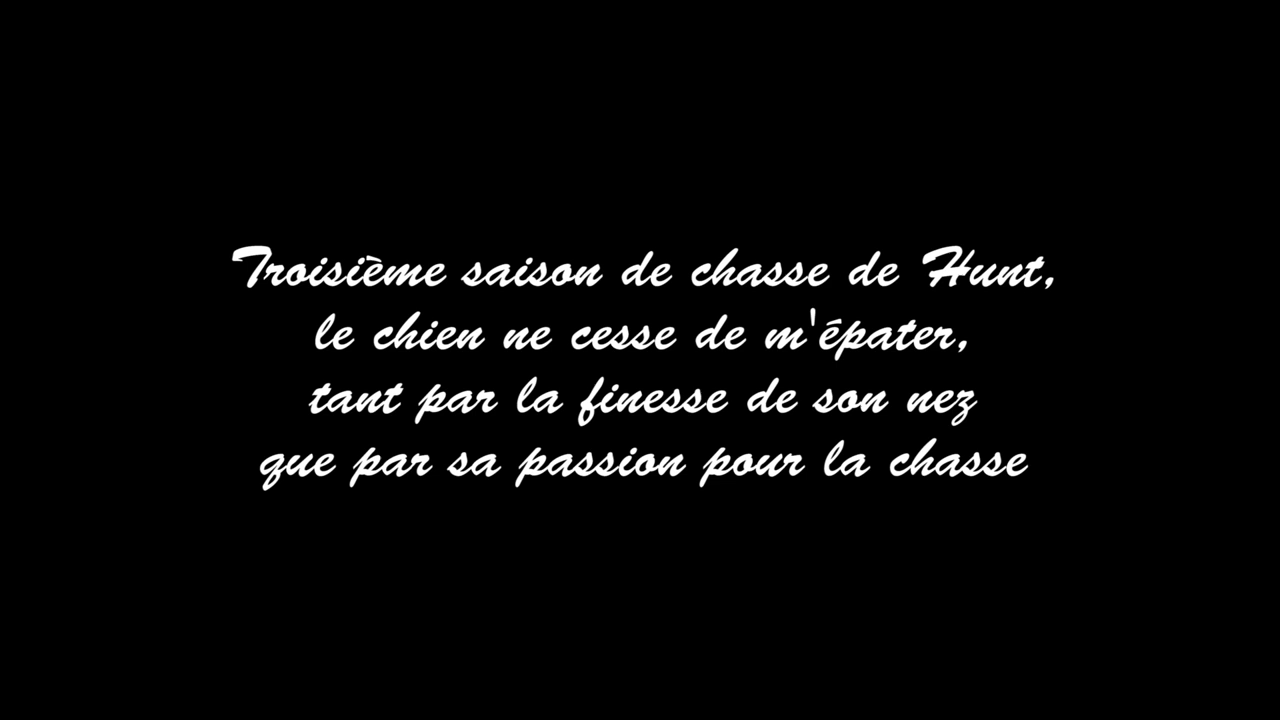 Troisième saison de chasse de Hunt,
le chien ne cesse de m'épater,
tant par la finesse de son nez
que par sa passion pour la chasse